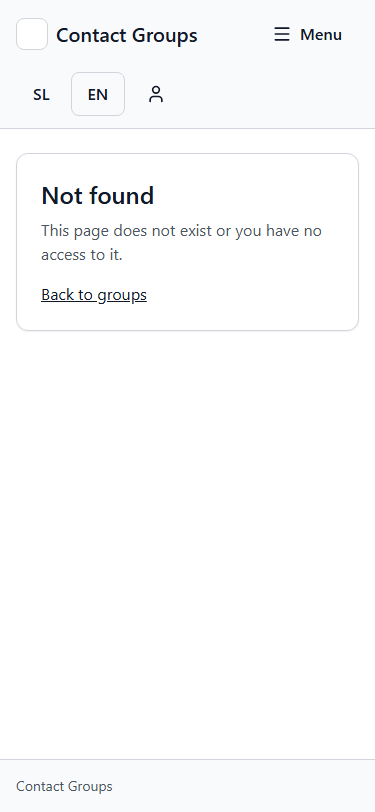 Contact Groups
Menu
SL
EN
Not found
This page does not exist or you have no
access to it.
Back to groups
Contact Groups